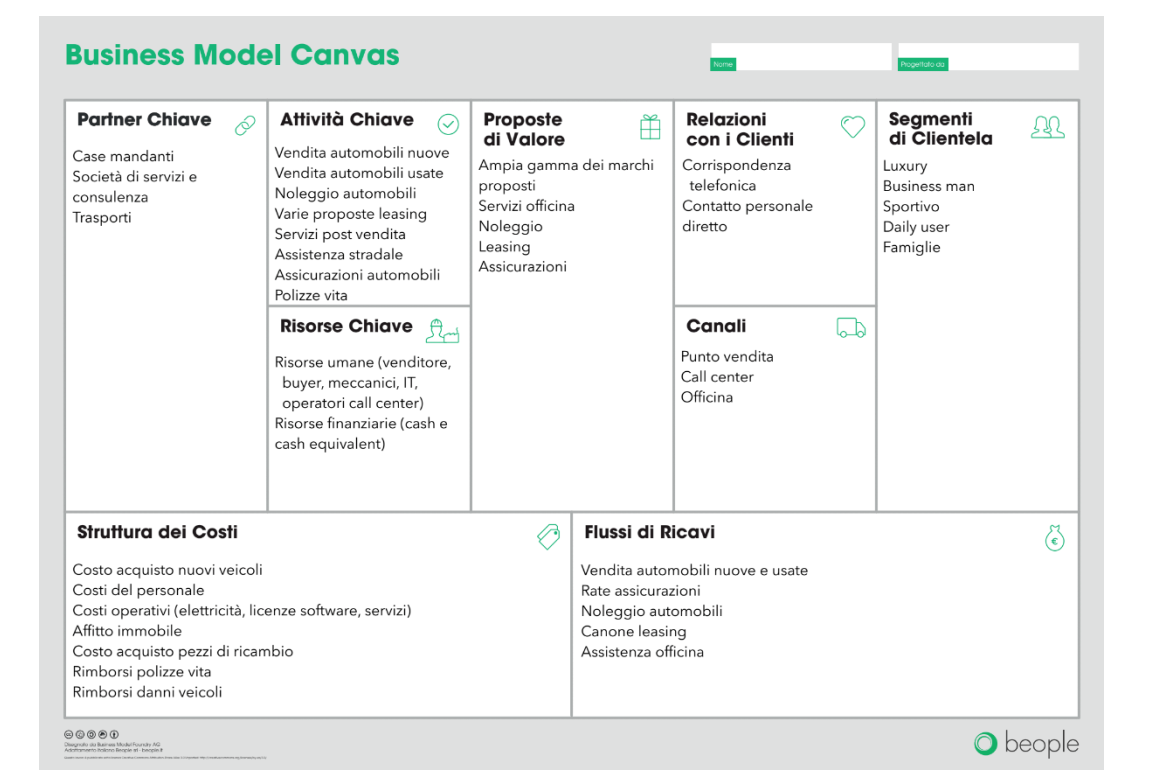 Business Model Canvas
Nome
Progettato da
Partner Chiave
Case mandanti
Società di servizi e
consulenza
Trasporti
Attività Chiave
Vendita automobili nuove
Vendita automobili usate
Noleggio automobili
Varie proposte leasing
Servizi post vendita
Assistenza stradale
Assicurazioni automobili
Polizze vita
Risorse Chiave
Risorse umane (venditore,
buyer, meccanici, IT,
operatori call center)
Risorse finanziarie (cash e
cash equivalent)
Proposte
di Valore
Ampia gamma dei marchi
proposti
Servizi officina
Noleggio
Leasing
Assicurazioni
Relazioni
con i Clienti
Corrispondenza
telefonica
Contatto personale
diretto
Canali
Punto vendita
Call center
Officina
Segmenti
di Clientela
Luxury
Business man
Sportivo
Daily user
Famiglie
Struttura dei Costi
Costo acquisto nuovi veicoli
Costi del personale
Costi operativi (elettricità, licenze software, servizi)
Affitto immobile
Costo acquisto pezzi di ricambio
Rimborsi polizze vita
Rimborsi danni veicoli
Flussi di Ricavi
€
Vendita automobili nuove e usate
Rate assicurazioni
Noleggio automobili
Canone leasing
Assistenza officina
Designato da Business Model Foundry AG
Adattamento Italiano Beople srl - beople.it
beople